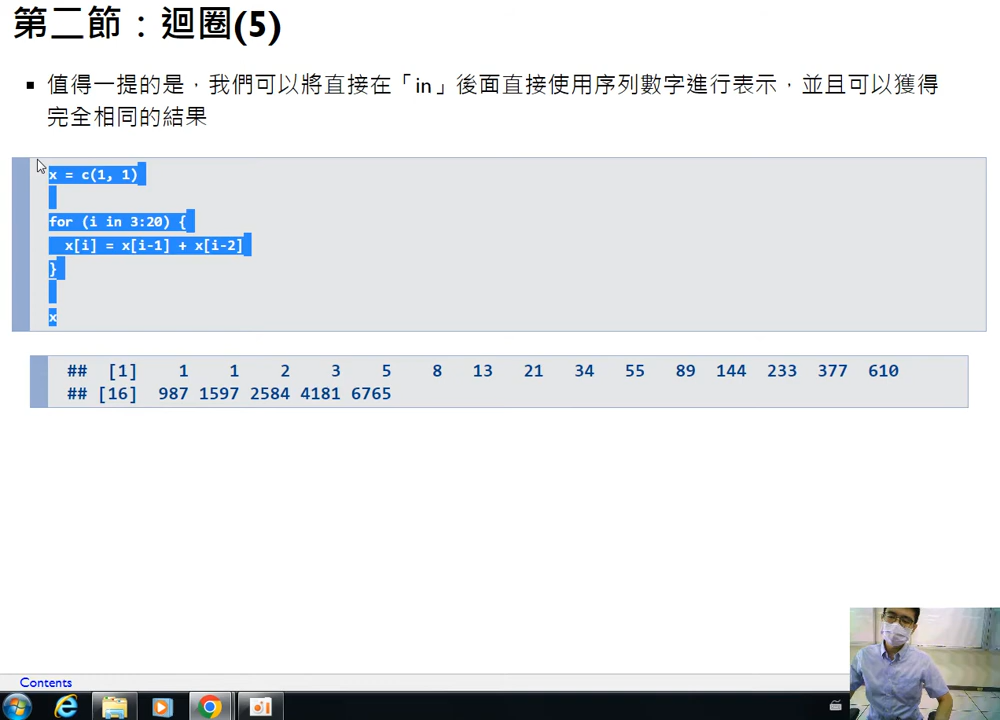 第二節：迴圈(5)
值得一提的是，我們可以將直接在「in」後面直接使用序列數字進行表示，並且可以獲得
完全相同的結果
x = c(1, 1)
for (i in 3:20) {
  x[i] = x[i-1] + x[i-2]
}
x
##  [1]    1    1    2    3    5    8   13   21   34   55   89  144  233  377  610
## [16]  987 1597 2584 4181 6765
Contents